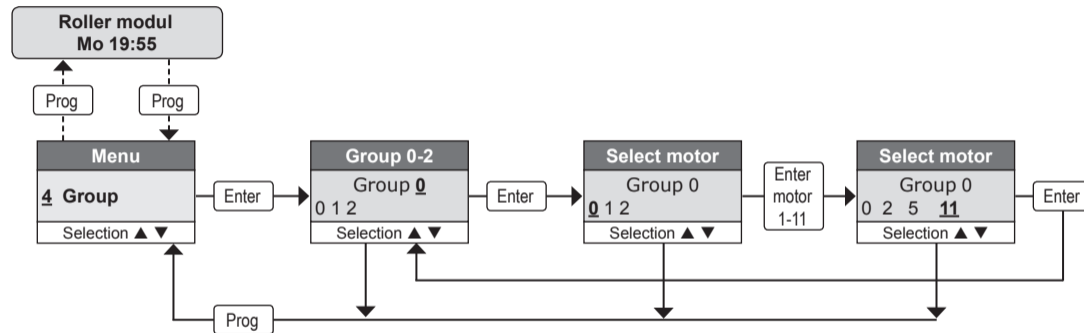 Roller modul
Mo 19:55
Prog
Prog
Menu
4 Group
Selection ▲ ▼
Enter
Group 0-2
Group 0
0 1 2
Selection ▲ ▼
Enter
Select motor
Group 0
0 1 2
Selection ▲ ▼
Enter
motor
1-11
Select motor
Group 0
0 2 5 11
Selection ▲ ▼
Enter
Prog